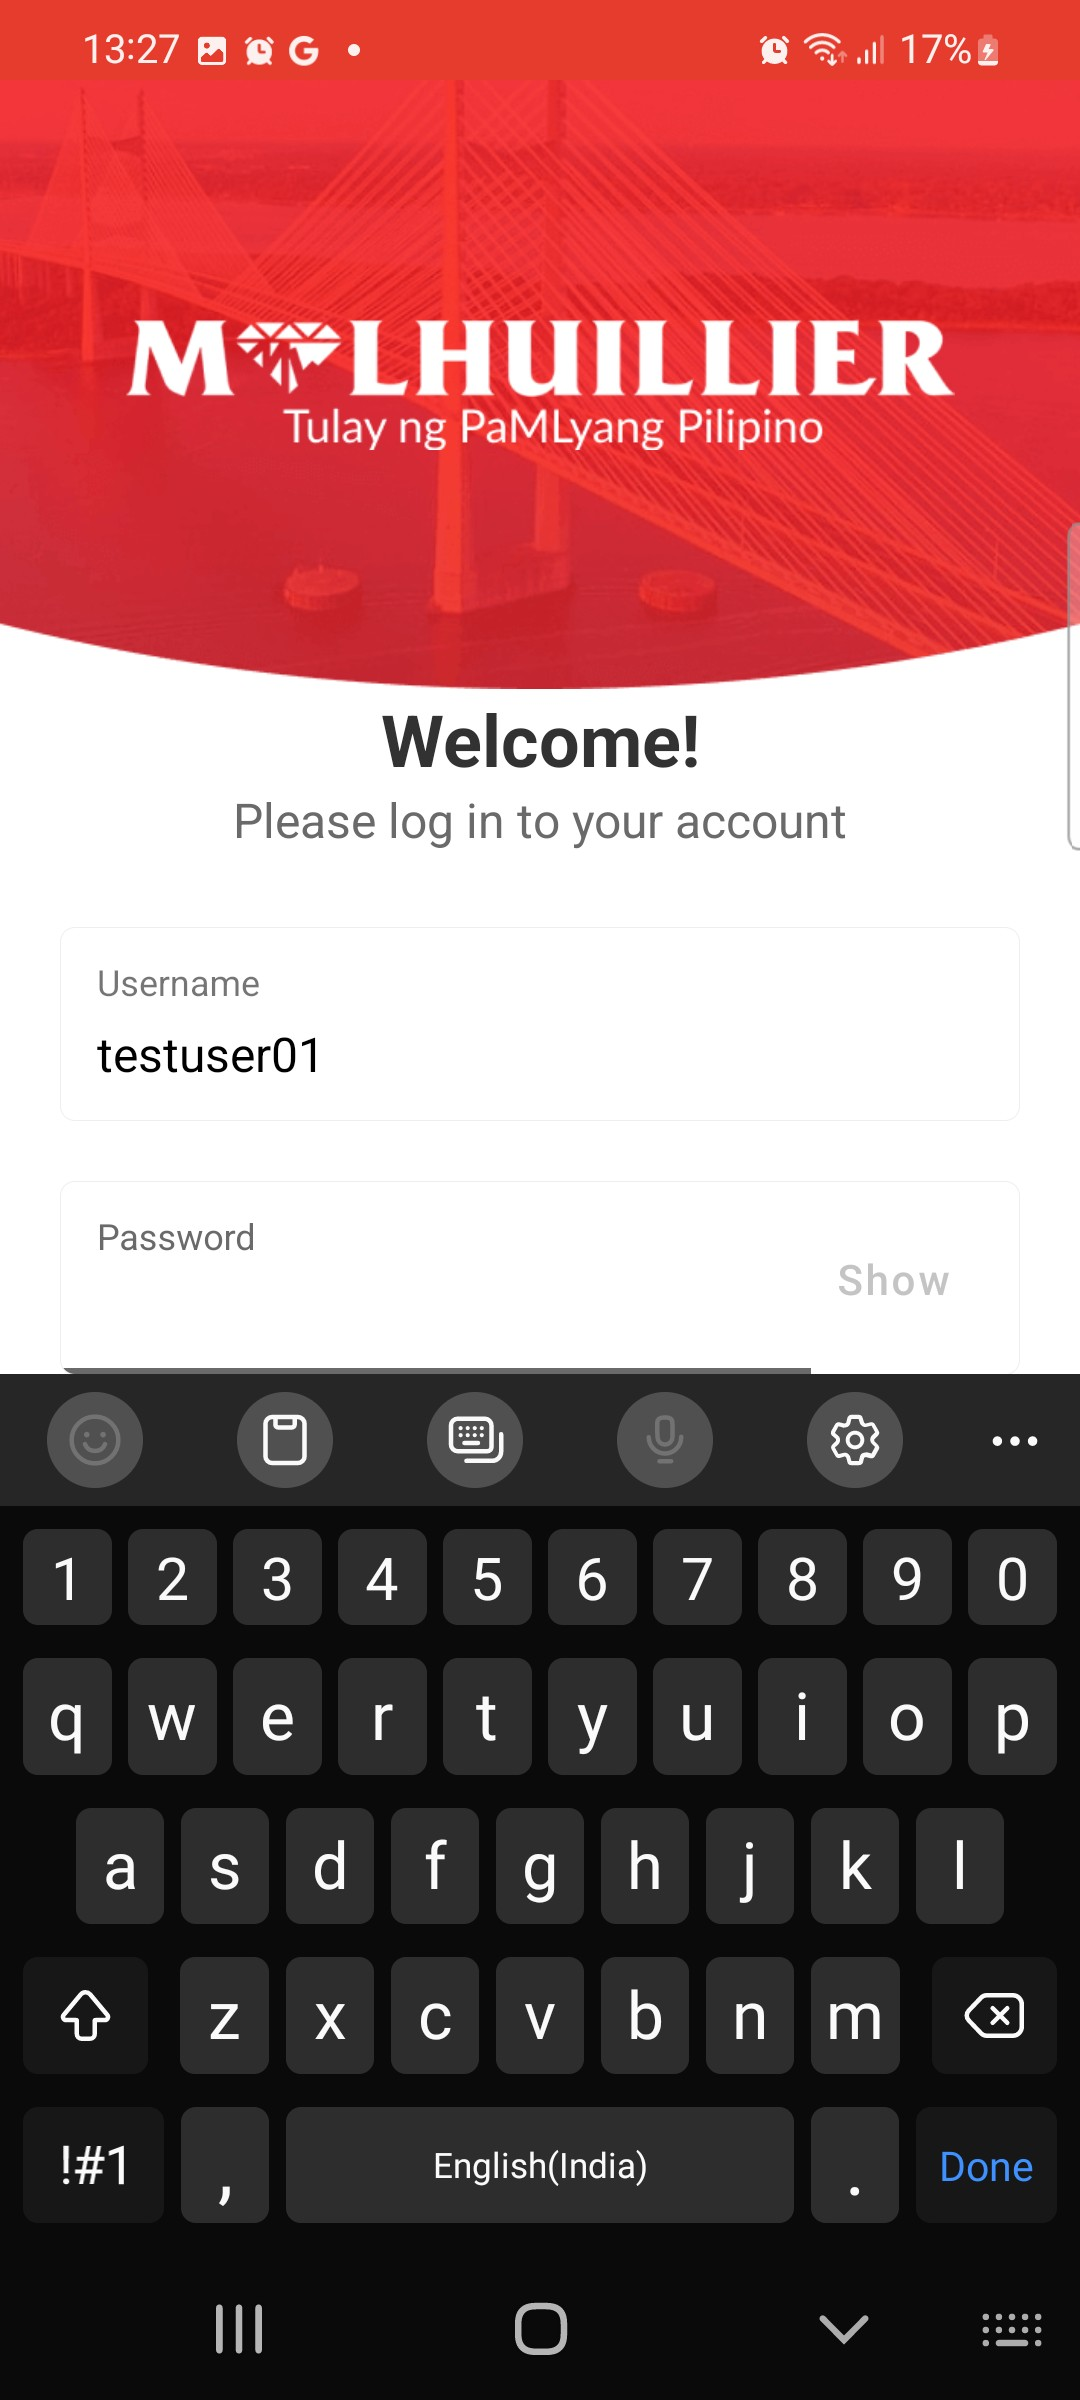 13:27 G 17%
M LHUILLIER
Tulay ng PaMLyang Pilipino
Welcome!
Please log in to your account
Username
testuser01
Password
Show
1 2 3 4 5 6 7 8 9 0
q w e r t y u i o p
a s d f g h j k l
z x c v b n m
!#1 , English(India) . Done